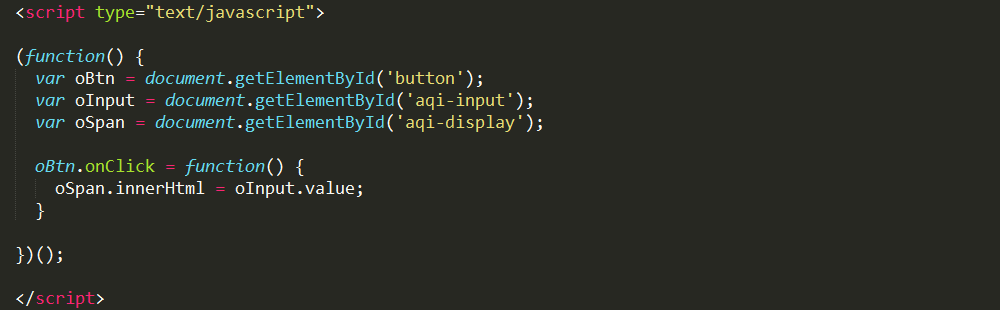 <script type="text/javascript">
(function() {
var oBtn = document.getElementById('button');
var oInput = document.getElementById('aqi-input');
var oSpan = document.getElementById('aqi-display');
oBtn.onClick = function() {
oSpan.innerHtml = oInput.value;
}
})();
</script>